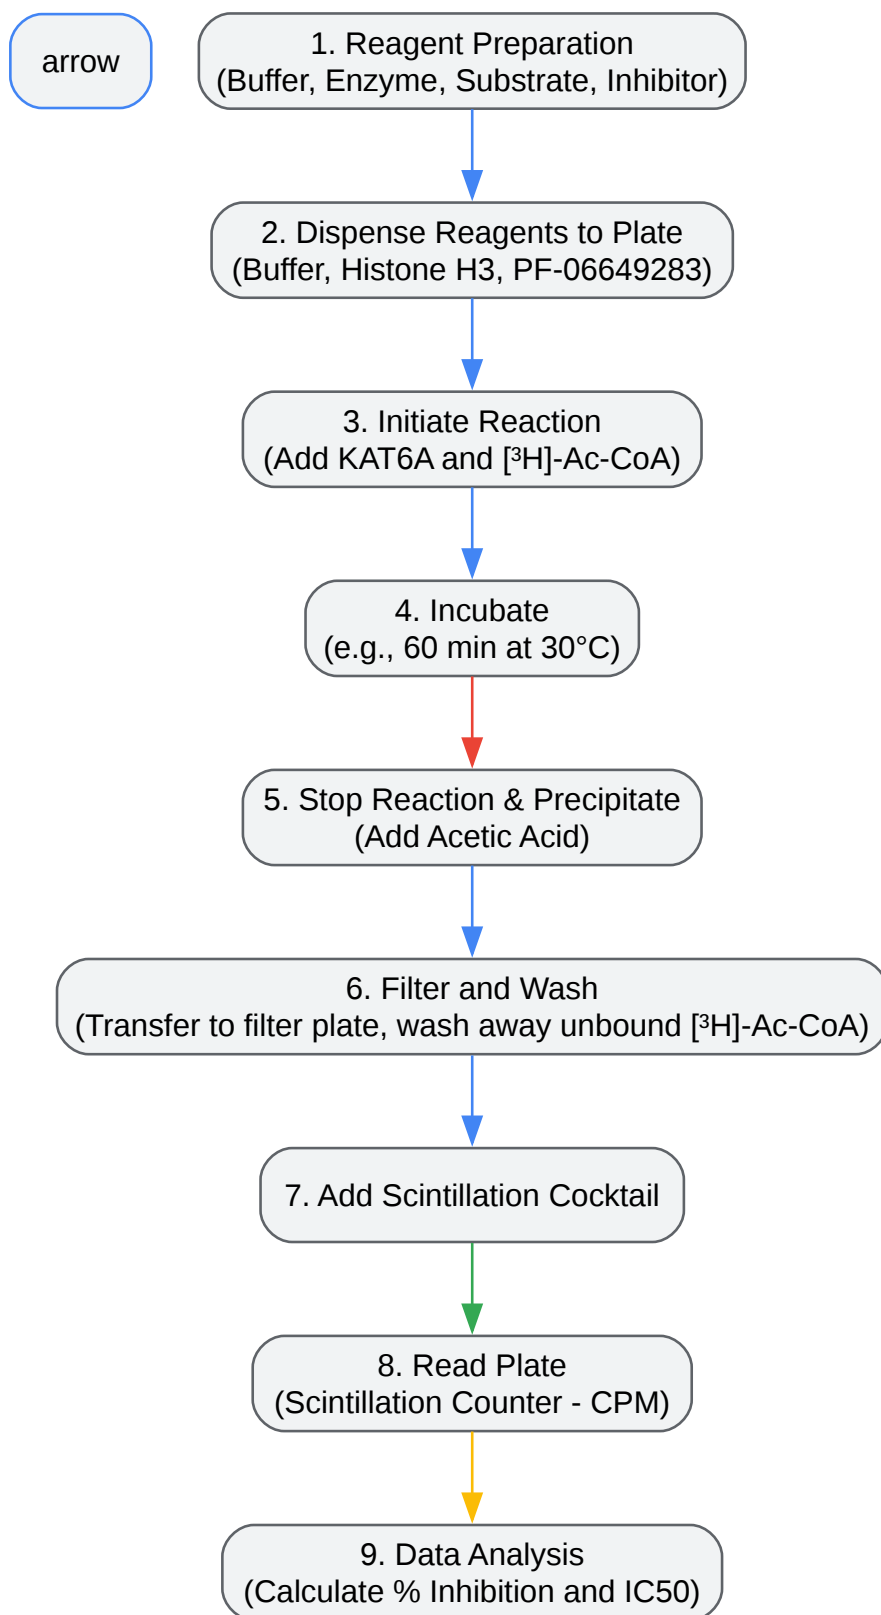 arrow
1. Reagent Preparation
(Buffer, Enzyme, Substrate, Inhibitor)
2. Dispense Reagents to Plate
(Buffer, Histone H3, PF-06649283)
3. Initiate Reaction
(Add KAT6A and [³H]-Ac-CoA)
4. Incubate
(e.g., 60 min at 30°C)
5. Stop Reaction & Precipitate
(Add Acetic Acid)
6. Filter and Wash
(Transfer to filter plate, wash away unbound [³H]-Ac-CoA)
7. Add Scintillation Cocktail
8. Read Plate
(Scintillation Counter - CPM)
9. Data Analysis
(Calculate % Inhibition and IC50)